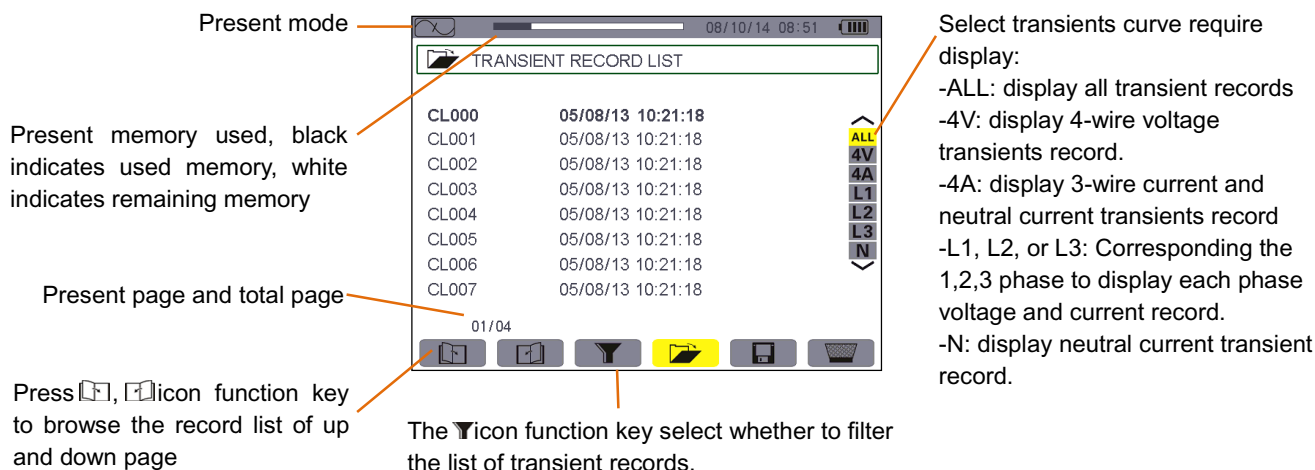 Present mode
Present memory used, black
indicates used memory, white
indicates remaining memory
Present page and total page
Press , icon function key
to browse the record list of up
and down page
08/10/14 08:51
TRANSIENT RECORD LIST
CL000 05/08/13 10:21:18
CL001 05/08/13 10:21:18
CL002 05/08/13 10:21:18
CL003 05/08/13 10:21:18
CL004 05/08/13 10:21:18
CL005 05/08/13 10:21:18
CL006 05/08/13 10:21:18
CL007 05/08/13 10:21:18
01/04
ALL
4V
4A
L1
L2
L3
N
The icon function key select whether to filter
the list of transient records.
Select transients curve require
display:
-ALL: display all transient records
-4V: display 4-wire voltage
transients record.
-4A: display 3-wire current and
neutral current transients record
-L1, L2, or L3: Corresponding the
1,2,3 phase to display each phase
voltage and current record.
-N: display neutral current transient
record.